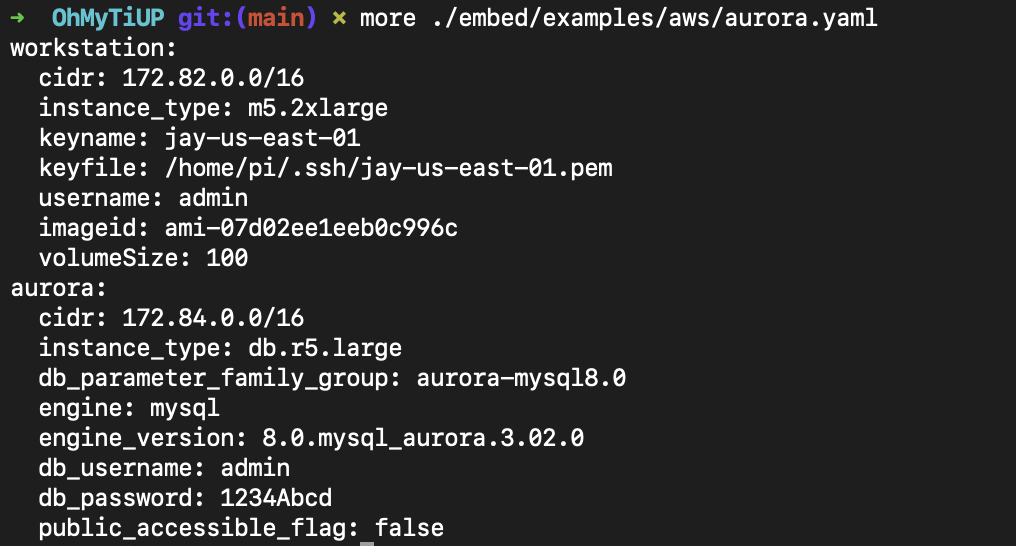 ➜ OhMyTiUP git:(main) ✗ more ./embed/examples/aws/aurora.yaml
workstation:
  cidr: 172.82.0.0/16
  instance_type: m5.2xlarge
  keyname: jay-us-east-01
  keyfile: /home/pi/.ssh/jay-us-east-01.pem
  username: admin
  imageid: ami-07d02ee1eeb0c996c
  volumeSize: 100
aurora:
  cidr: 172.84.0.0/16
  instance_type: db.r5.large
  db_parameter_family_group: aurora-mysql8.0
  engine: mysql
  engine_version: 8.0.mysql_aurora.3.02.0
  db_username: admin
  db_password: 1234Abcd
  public_accessible_flag: false